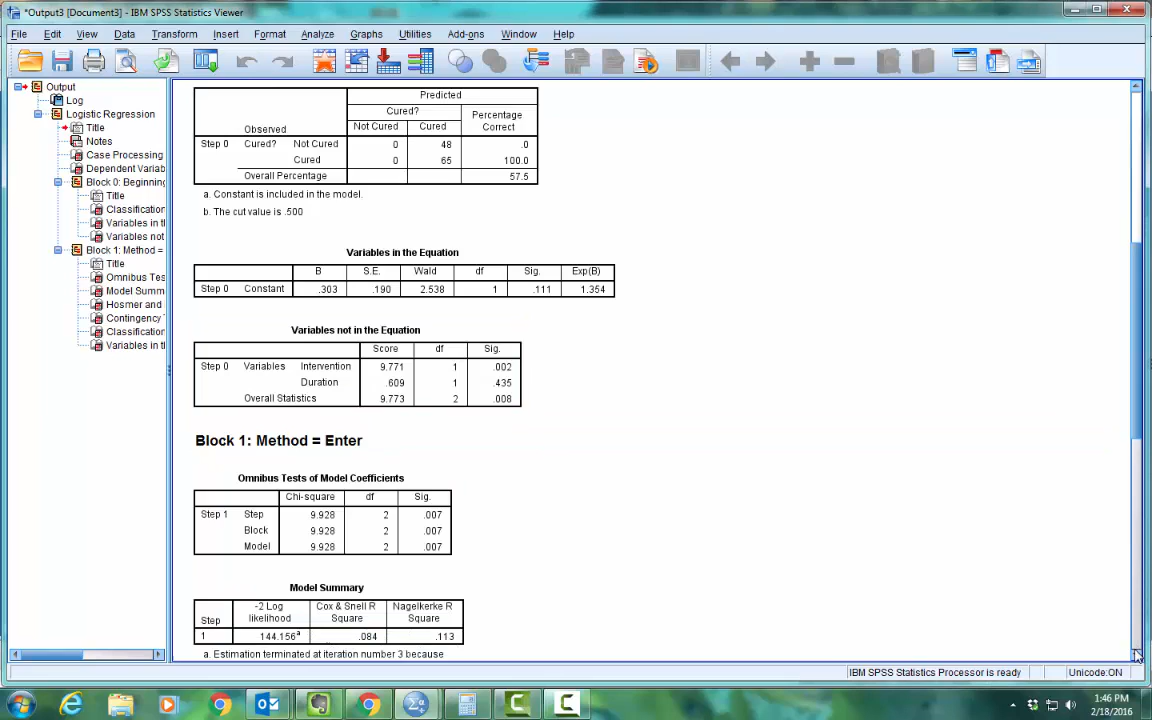 *Output3 [Document3] - IBM SPSS Statistics Viewer
File Edit View Data Transform Insert Format Analyze Graphs Utilities Add-ons Window Help
Output
Log
Logistic Regression
Title
Notes
Case Processing
Dependent Variab
Block 0: Beginning
Title
Classification
Variables in th
Variables not
Block 1: Method =
Title
Omnibus Tes
Model Summ
Hosmer and
Contingency
Classification
Variables in th
Predicted
Cured? Percentage Correct
Observed Not Cured Cured
Step 0 Cured? Not Cured 0 48 .0
Cured 0 65 100.0
Overall Percentage 57.5
a. Constant is included in the model.
b. The cut value is .500
Variables in the Equation
B S.E. Wald df Sig. Exp(B)
Step 0 Constant .303 .190 2.538 1 .111 1.354
Variables not in the Equation
Score df Sig.
Step 0 Variables Intervention 9.771 1 .002
Duration .609 1 .435
Overall Statistics 9.773 2 .008
Block 1: Method = Enter
Omnibus Tests of Model Coefficients
Chi-square df Sig.
Step 1 Step 9.928 2 .007
Block 9.928 2 .007
Model 9.928 2 .007
Model Summary
Step -2 Log likelihood Cox & Snell R Square Nagelkerke R Square
1 144.156a .084 .113
a. Estimation terminated at iteration number 3 because
IBM SPSS Statistics Processor is ready Unicode:ON
1:46 PM
2/18/2016